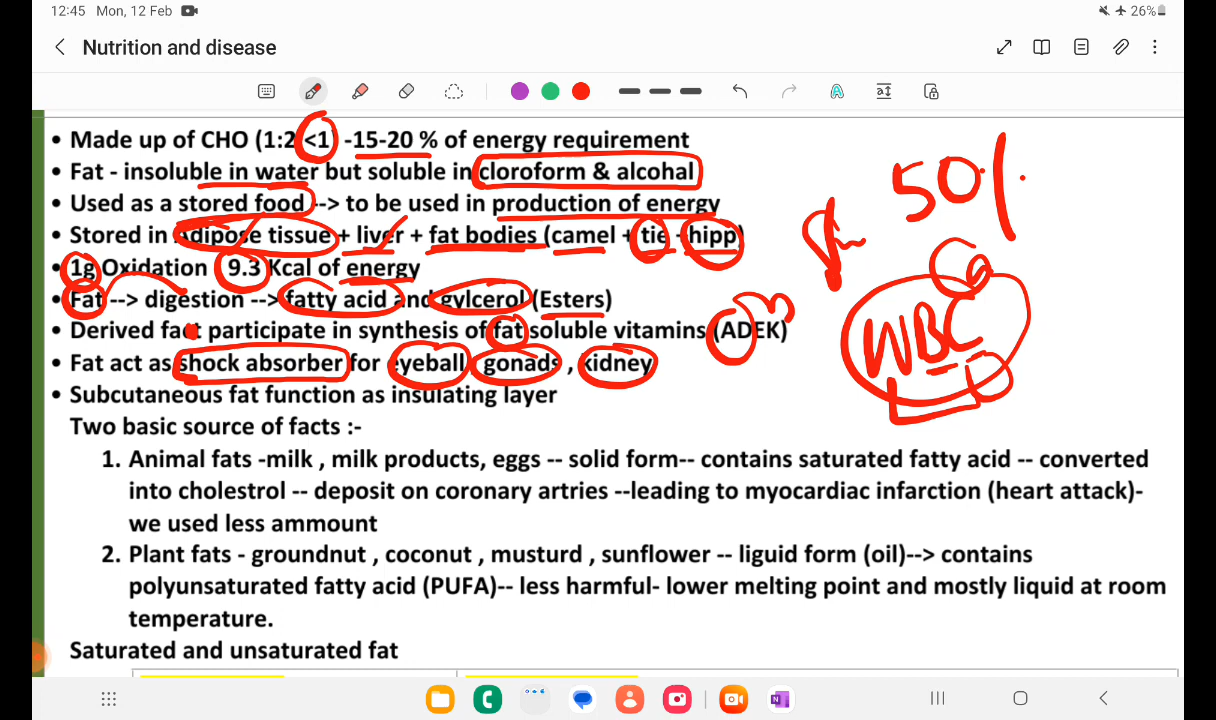 12:45 Mon, 12 Feb 26%
Nutrition and disease
• Made up of CHO (1:2 <1) -15-20 % of energy requirement
• Fat - insoluble in water but soluble in cloroform & alcohal
• Used as a stored food --> to be used in production of energy
• Stored in Adipose tissue + liver + fat bodies (camel + tie + hipp)
• 1g Oxidation 9.3 Kcal of energy
• Fat --> digestion --> fatty acid and gylcerol (Esters)
• Derived fact participate in synthesis of fat soluble vitamins (ADEK)
• Fat act as shock absorber for eyeball, gonads , kidney
• Subcutaneous fat function as insulating layer
Two basic source of facts :-
1. Animal fats -milk , milk products, eggs -- solid form-- contains saturated fatty acid -- converted
into cholestrol -- deposit on coronary artries --leading to myocardiac infarction (heart attack)-
we used less ammount
2. Plant fats - groundnut , coconut , musturd , sunflower -- liguid form (oil)--> contains
polyunsaturated fatty acid (PUFA)-- less harmful- lower melting point and mostly liquid at room
temperature.
Saturated and unsaturated fat
50%
WBC